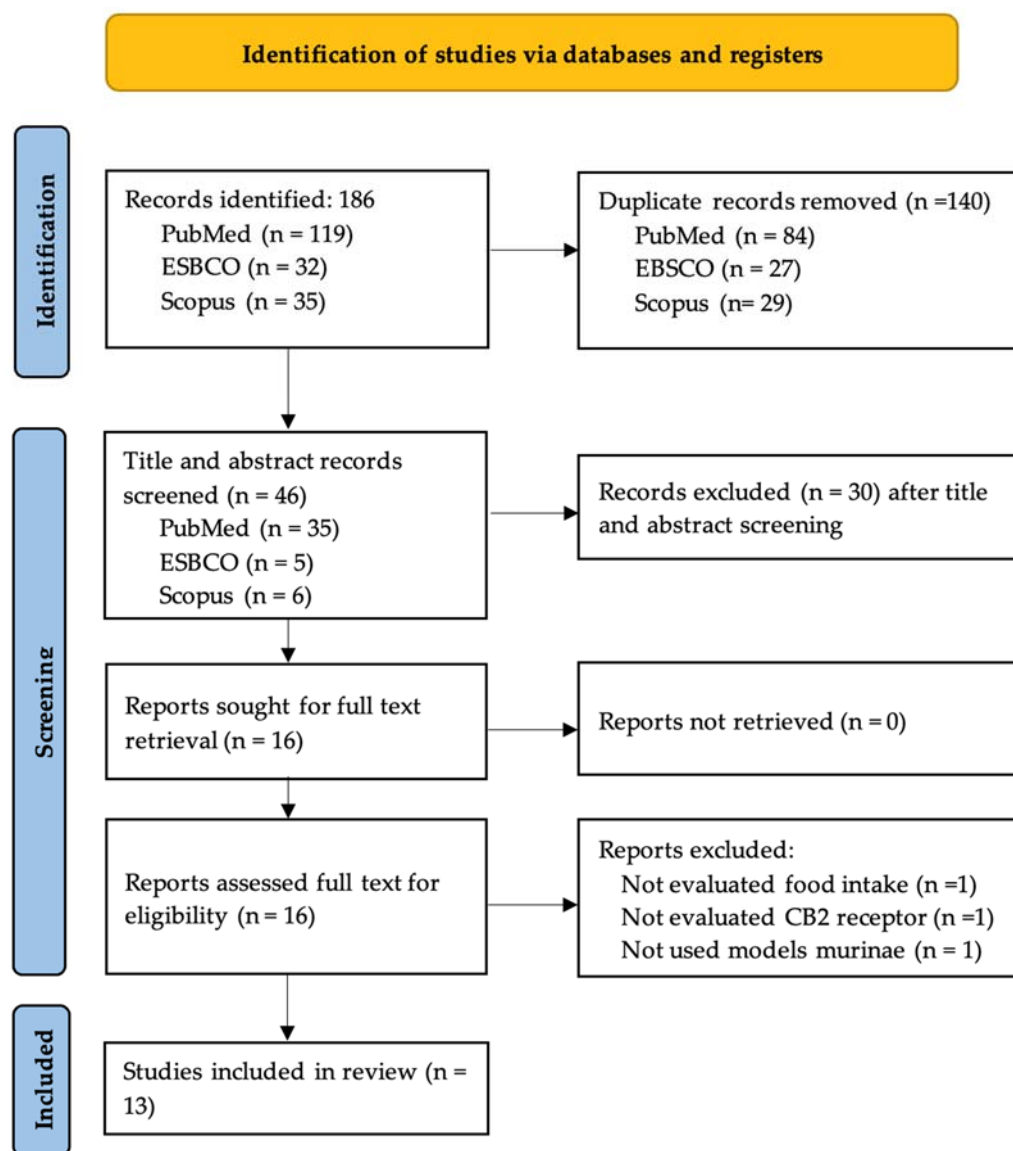 Identification of studies via databases and registers
Identification
Records identified: 186
PubMed (n = 119)
ESBCO (n = 32)
Scopus (n = 35)
Duplicate records removed (n =140)
PubMed (n = 84)
EBSCO (n = 27)
Scopus (n= 29)
Screening
Title and abstract records
screened (n = 46)
PubMed (n = 35)
ESBCO (n = 5)
Scopus (n = 6)
Records excluded (n = 30) after title
and abstract screening
Reports sought for full text
retrieval (n = 16)
Reports not retrieved (n = 0)
Reports assessed full text for
eligibility (n = 16)
Reports excluded:
Not evaluated food intake (n =1)
Not evaluated CB2 receptor (n =1)
Not used models murinae (n = 1)
Included
Studies included in review (n =
13)